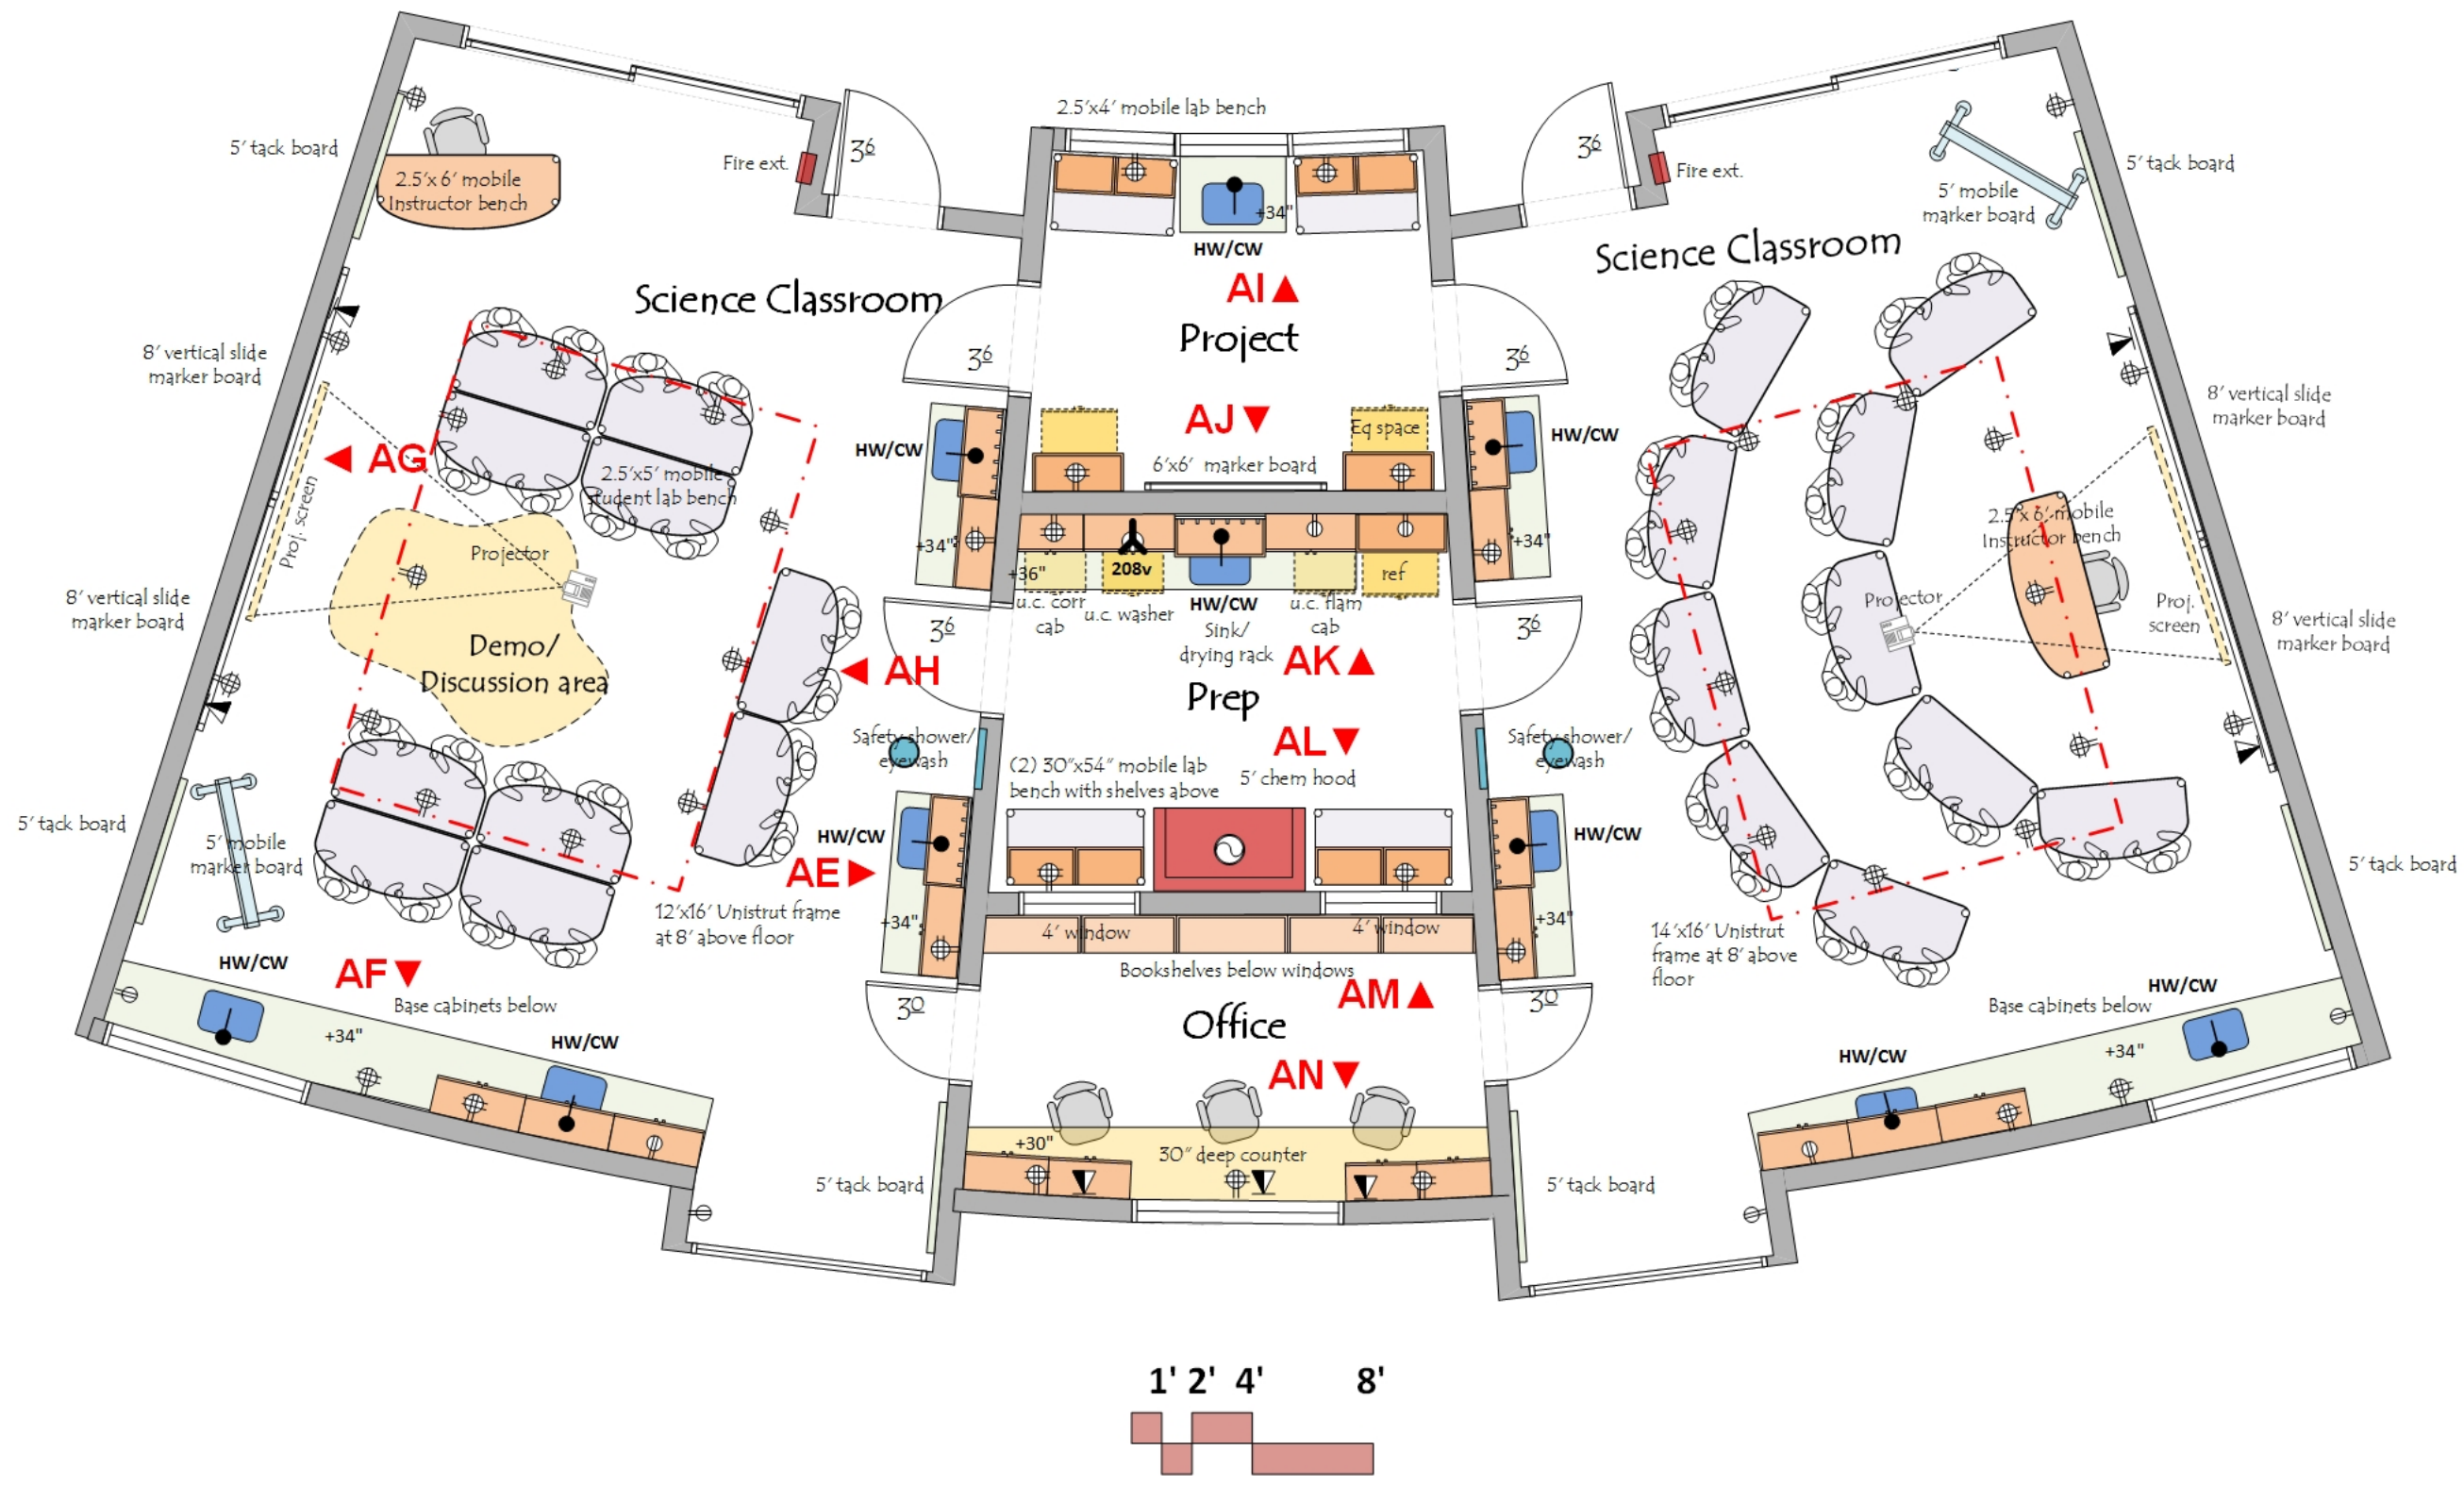 2.5'x4' mobile lab bench
5' tack board
2.5'x 6' mobile
Instructor bench
Fire ext.
3⁶
3⁶
Fire ext.
5' tack board
5' mobile
marker board
+34"
HW/CW
Science Classroom
Science Classroom
AI▲
Project
8' vertical slide
marker board
3⁶
3⁶
8' vertical slide
marker board
AJ▼
Eq space
6'x6' marker board
HW/CW
HW/CW
◄ AG
2.5'x5' mobile
student lab bench
Proj. screen
Projector
+34"
+34"
2.5'x 6' mobile
Instructor bench
208v
ref
+36"
u.c. corr
cab
u.c. washer
HW/CW
Sink/
drying rack
u.c. flam
cab
8' vertical slide
marker board
Projector
Proj.
screen
8' vertical slide
marker board
3⁶
3⁶
Demo/
Discussion area
◄ AH
AK▲
Prep
AL▼
Safety shower/
eyewash
Safety shower/
eyewash
(2) 30"x54" mobile lab
bench with shelves above
5' chem hood
5' tack board
5' mobile
marker board
HW/CW
HW/CW
5' tack board
AE►
12'x16' Unistrut frame
at 8' above floor
+34"
+34"
4' window
4' window
14'x16' Unistrut
frame at 8' above
floor
Bookshelves below windows
HW/CW
AF▼
Base cabinets below
+34"
HW/CW
3⁰
AM▲
3⁰
Office
HW/CW
Base cabinets below
+34"
HW/CW
AN▼
+30"
30" deep counter
5' tack board
5' tack board
1' 2' 4' 8'